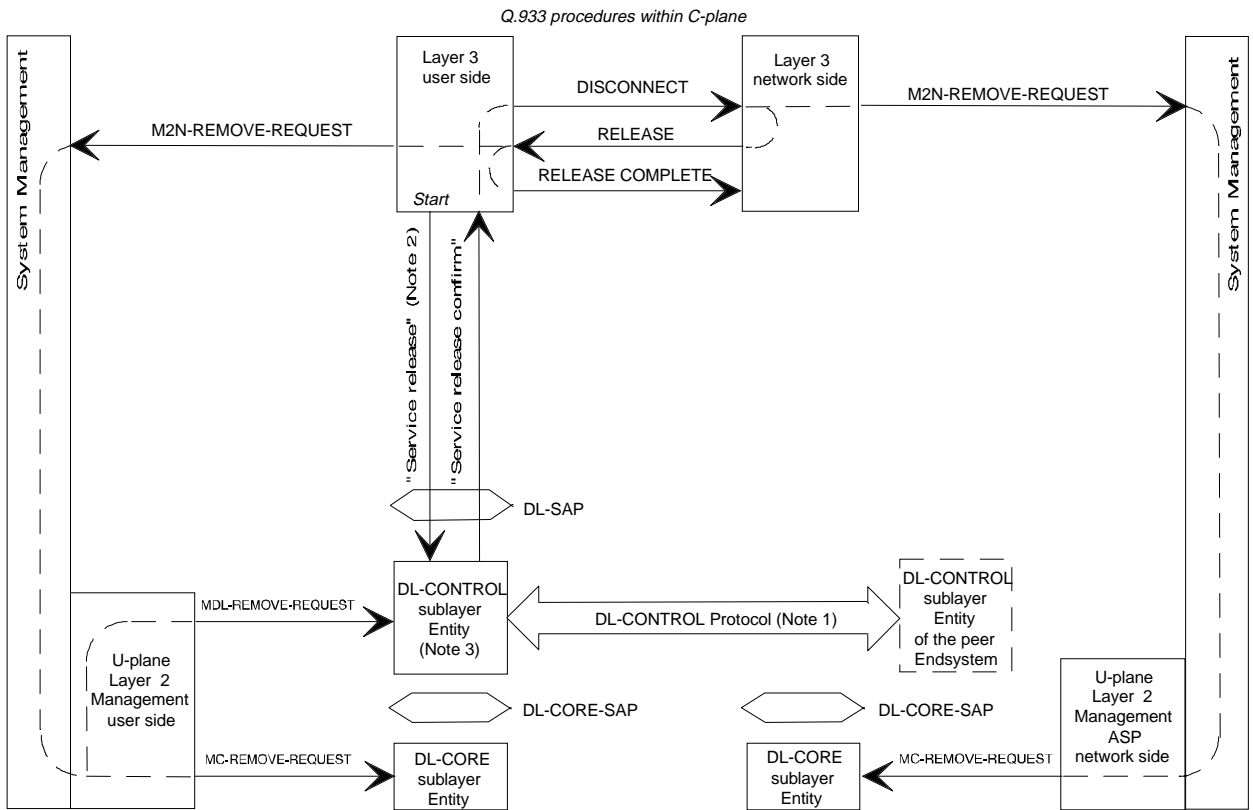 Q.933 procedures within C-plane
System Management
Layer 3
user side
Layer 3
network side
System Management
DISCONNECT
M2N-REMOVE-REQUEST
M2N-REMOVE-REQUEST
RELEASE
RELEASE COMPLETE
Start
"Service release" (Note 2)
"Service release confirm"
DL-SAP
MDL-REMOVE-REQUEST
DL-CONTROL
sublayer
Entity
(Note 3)
DL-CONTROL Protocol (Note 1)
DL-CONTROL
sublayer
Entity
of the peer
Endsystem
U-plane
Layer 2
Management
user side
DL-CORE-SAP
DL-CORE-SAP
U-plane
Layer 2
Management
ASP
network side
MC-REMOVE-REQUEST
DL-CORE
sublayer
Entity
DL-CORE
sublayer
Entity
MC-REMOVE-REQUEST